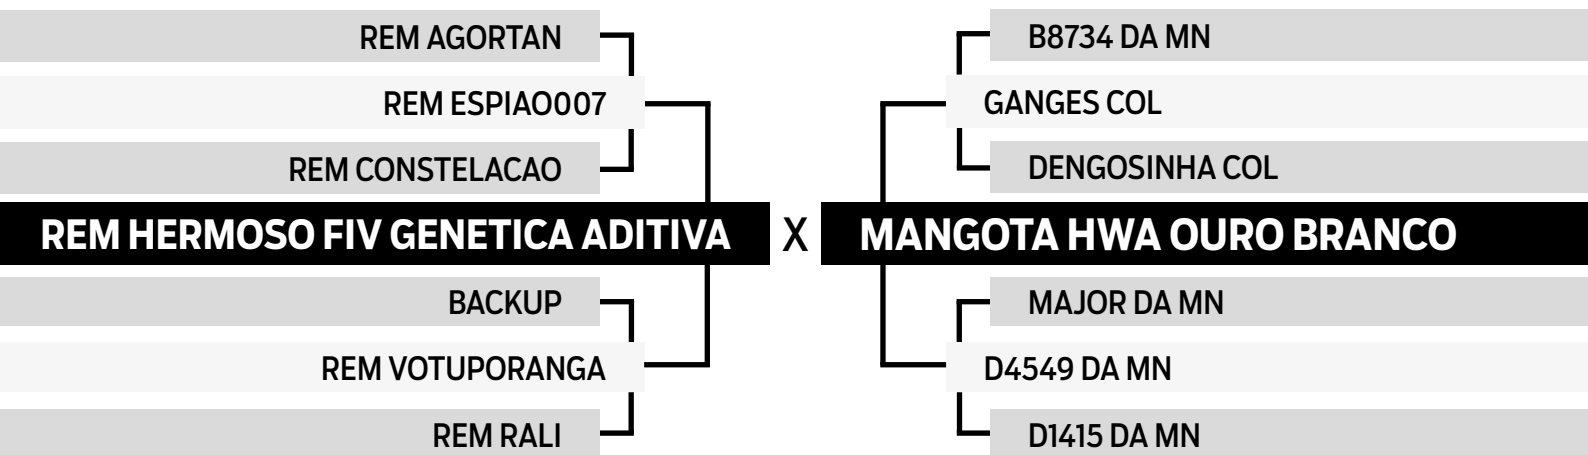 REM AGORTAN
B8734 DA MN
REM ESPIAO007
GANGES COL
REM CONSTELACAO
DENGOSINHA COL
REM HERMOSO FIV GENETICA ADITIVA X MANGOTA HWA OURO BRANCO
BACKUP
MAJOR DA MN
REM VOTUPORANGA
D4549 DA MN
REM RALI
D1415 DA MN